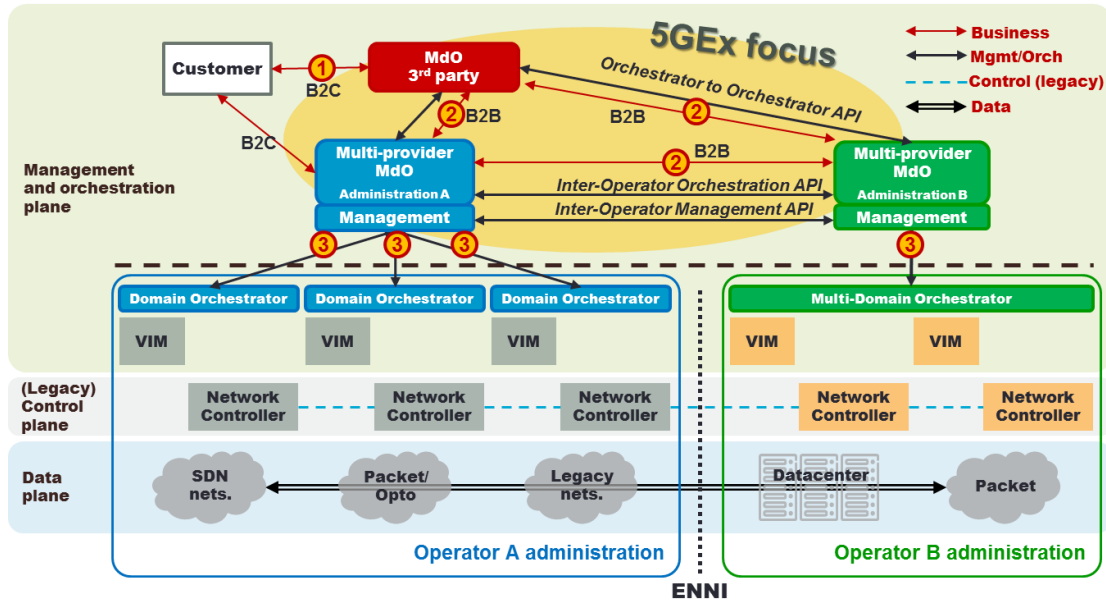 5GEx focus
Business
Mgmt/Orch
Control (legacy)
Data
Customer
1
B2C
MdO
3rd party
Orchestrator to Orchestrator API
2
B2B
B2B
2
B2C
Multi-provider
MdO
Administration A
Management
2
B2B
Inter-Operator Orchestration API
Inter-Operator Management API
Multi-provider
MdO
Administration B
Management
Management
and orchestration
plane
3
3
3
3
Domain Orchestrator
Domain Orchestrator
Domain Orchestrator
Multi-Domain Orchestrator
VIM
VIM
VIM
VIM
VIM
(Legacy)
Control
plane
Network
Controller
Network
Controller
Network
Controller
Network
Controller
Network
Controller
Data
plane
SDN
nets.
Packet/
Opto
Legacy
nets.
Datacenter
Packet
Operator A administration
Operator B administration
ENNI